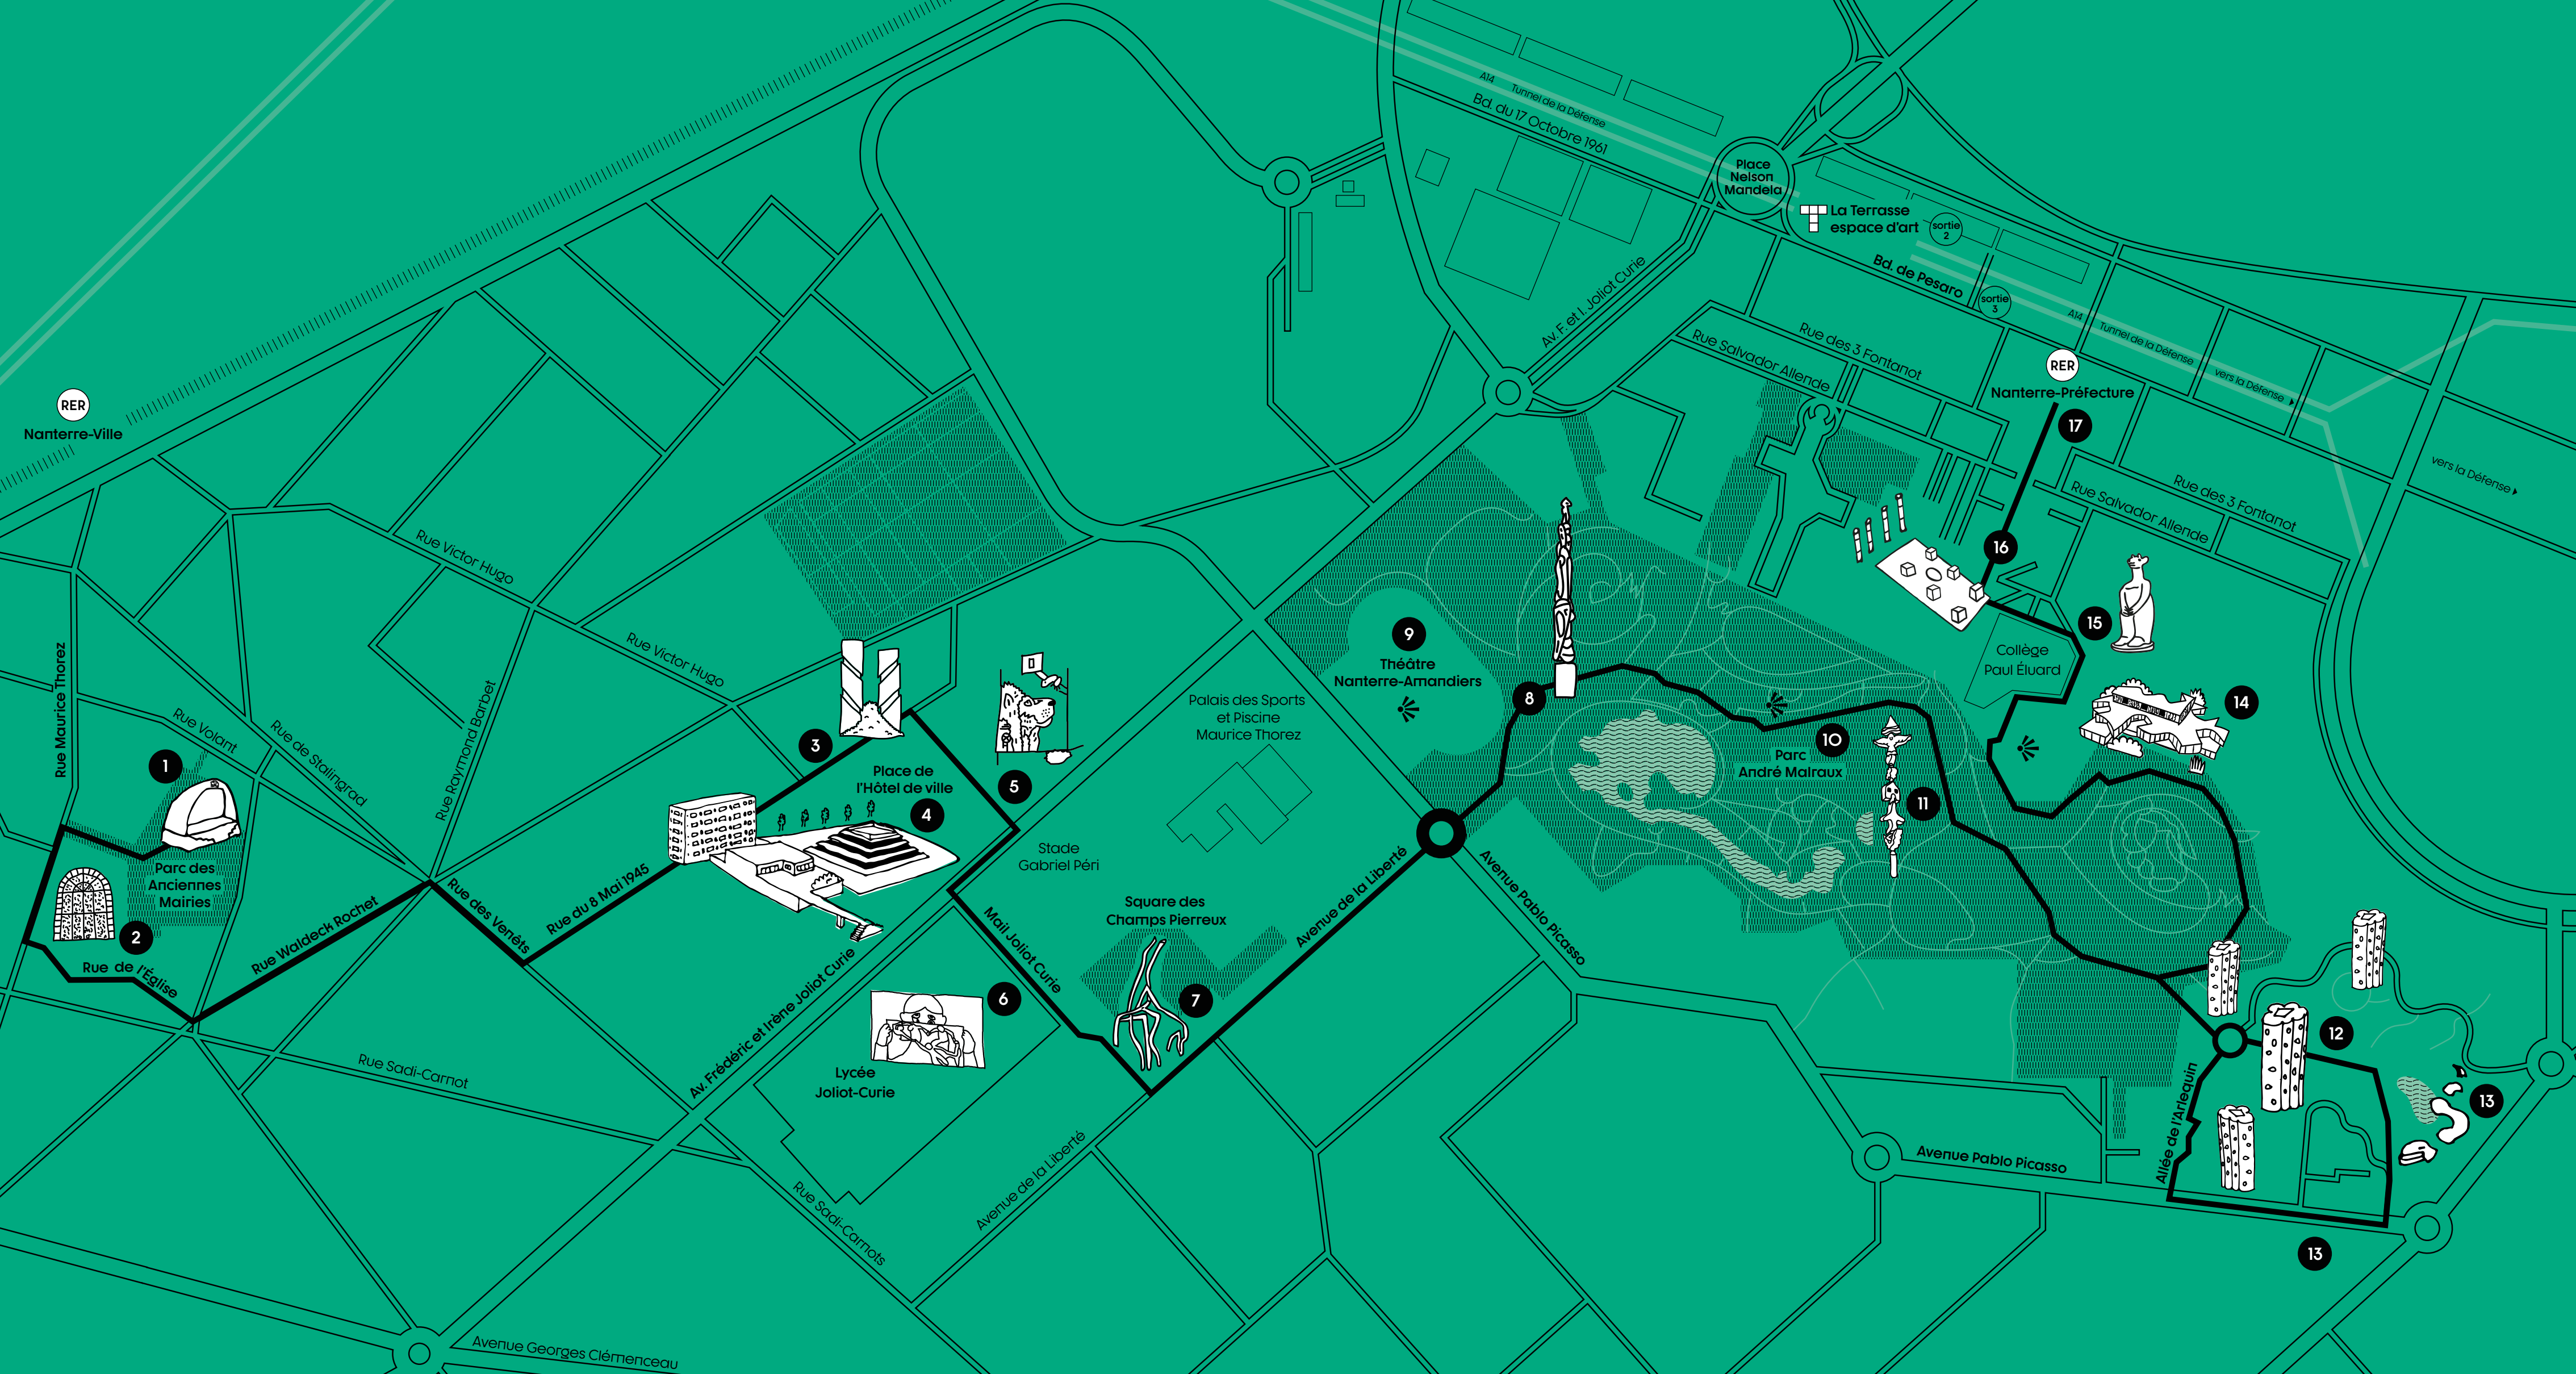 A14
Tunnel de la Défense
Bd. du 17 Octobre 1961
Place
Nelson
Mandela
La Terrasse
espace d'art
sortie
2
Bd. de Pesaro
sortie
3
A14
Tunnel de la Défense
vers la Défense
Av. F. et I. Joliot Curie
Rue des 3 Fontanot
Rue Salvador Allende
RER
Nanterre-Préfecture
17
RER
Nanterre-Ville
vers la Défense
Rue des 3 Fontanot
Rue Salvador Allende
16
Rue Victor Hugo
Rue Victor Hugo
Rue Maurice Thorez
Rue Volant
Rue de Stalingrad
Rue Raymond Barbet
15
Collège
Paul Éluard
14
9
Théâtre
Nanterre-Amandiers
8
Palais des Sports
et Piscine
Maurice Thorez
10
Parc
André Malraux
11
3
Place de
l'Hôtel de ville
4
5
1
Parc des
Anciennes
Mairies
2
Rue de l'Église
Rue Waldeck Rochet
Rue des Venêts
Rue du 8 Mai 1945
Stade
Gabriel Péri
Square des
Champs Pierreux
Avenue de la Liberté
Avenue Pablo Picasso
Mail Joliot Curie
Av. Frédéric et Irène Joliot Curie
6
7
Lycée
Joliot-Curie
Rue Sadi-Carnot
12
13
Allée de l'Arlequin
Avenue Pablo Picasso
Avenue de la Liberté
Rue Sadi-Carnots
13
Avenue Georges Clémenceau